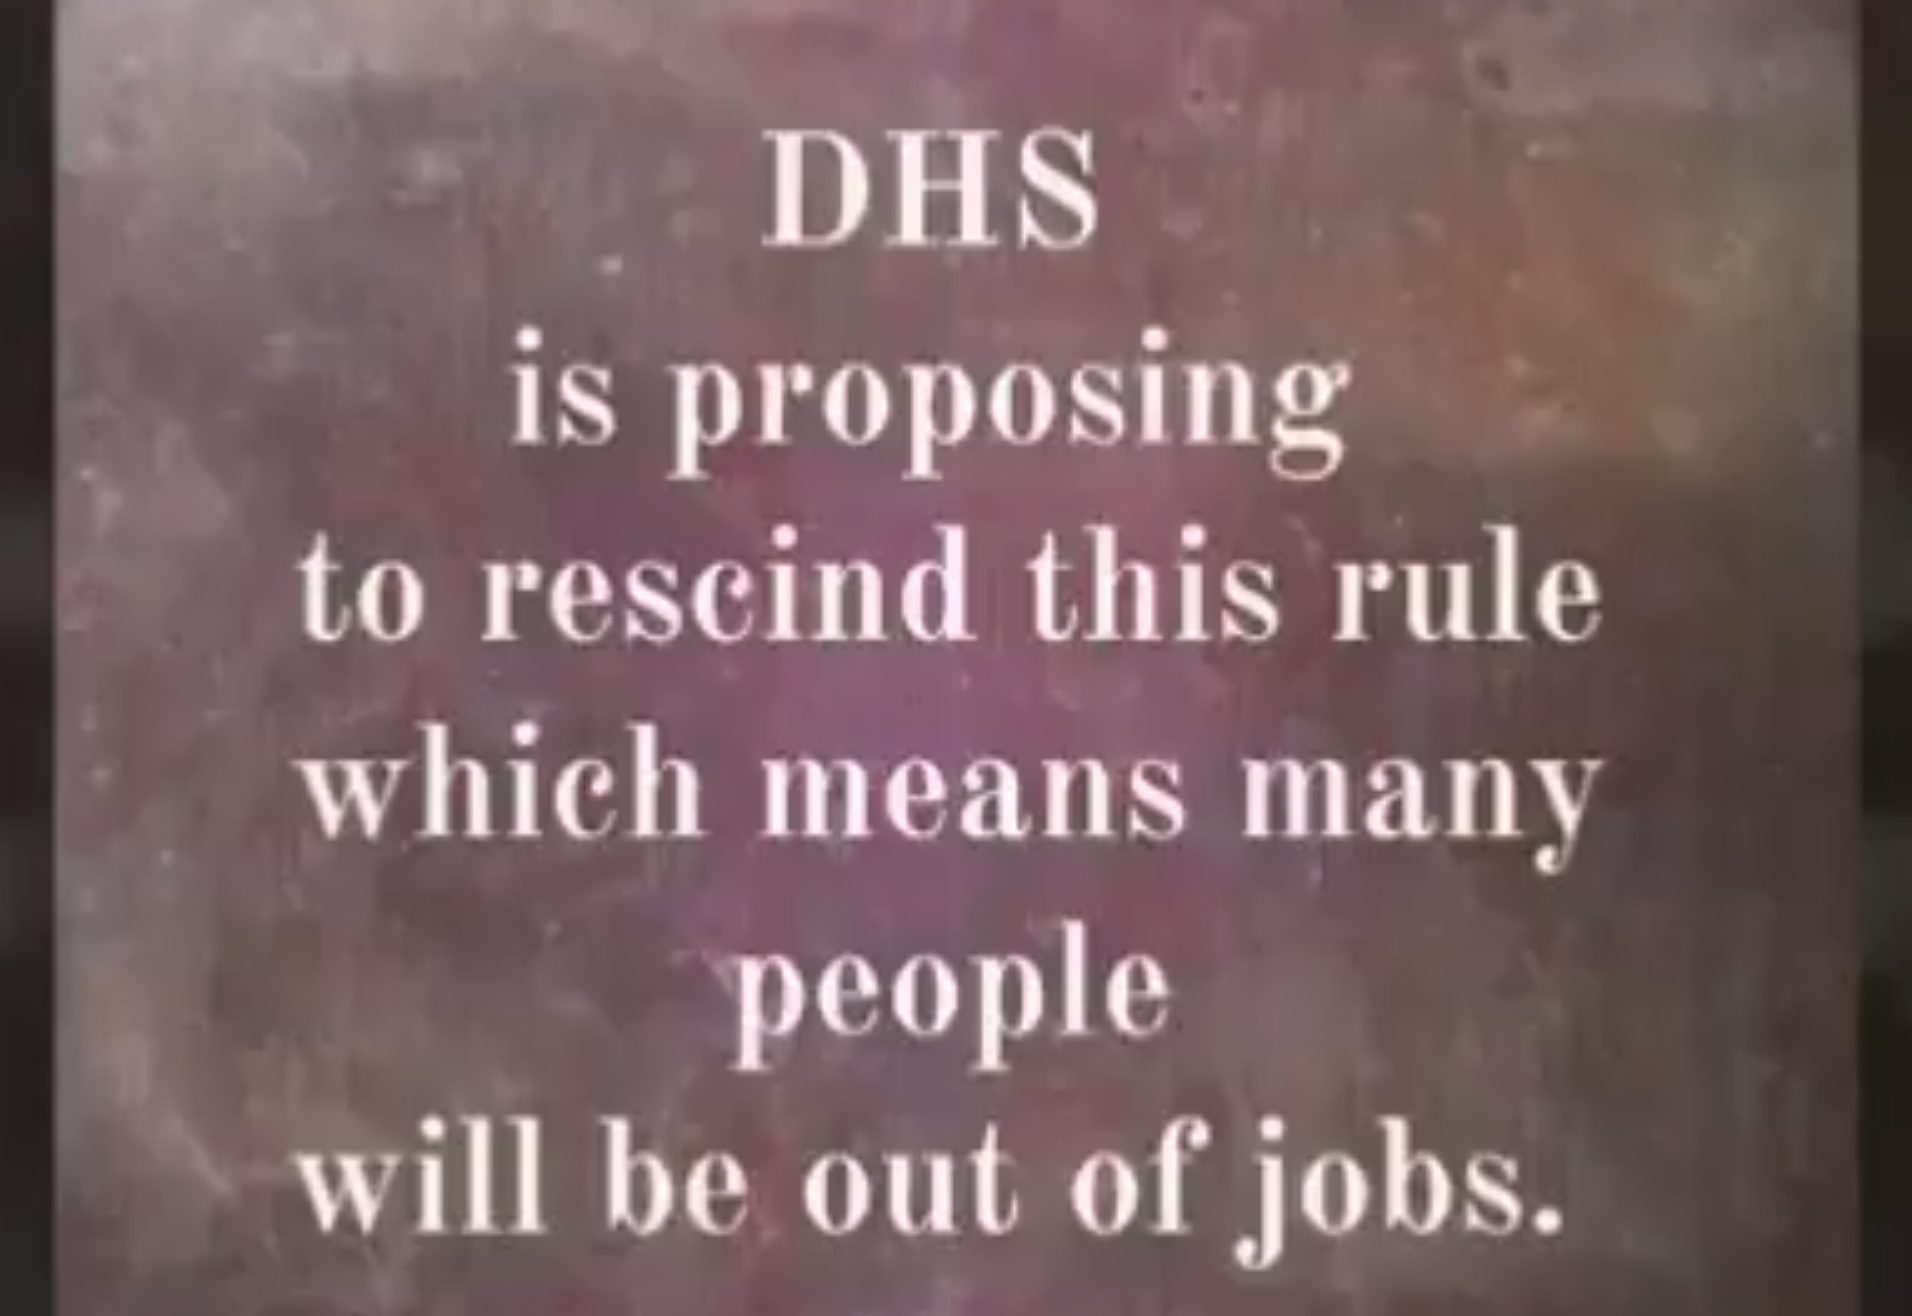 DHS
is proposing
to rescind this rule
which means many
people
will be out of jobs.